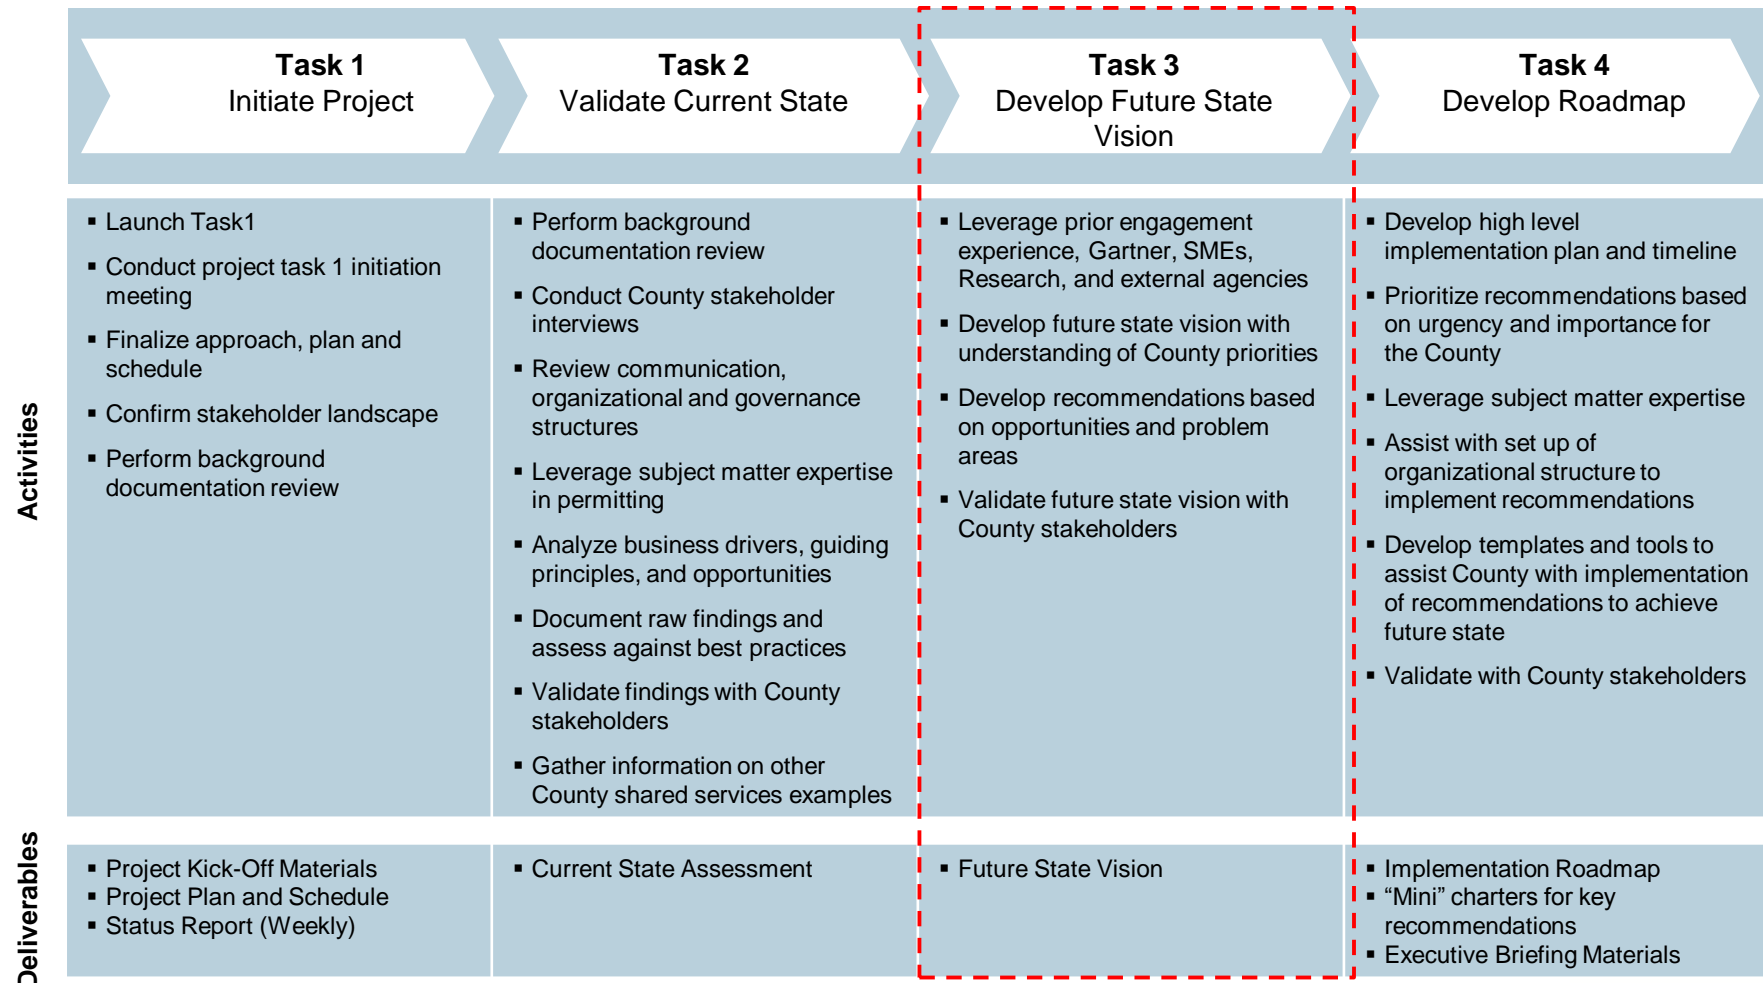 Task 1
Initiate Project
Task 2
Validate Current State
Task 3
Develop Future State
Vision
Task 4
Develop Roadmap
Activities
▪ Launch Task1
▪ Conduct project task 1 initiation
meeting
▪ Finalize approach, plan and
schedule
▪ Confirm stakeholder landscape
▪ Perform background
documentation review
▪ Perform background
documentation review
▪ Conduct County stakeholder
interviews
▪ Review communication,
organizational and governance
structures
▪ Leverage subject matter expertise
in permitting
▪ Analyze business drivers, guiding
principles, and opportunities
▪ Document raw findings and
assess against best practices
▪ Validate findings with County
stakeholders
▪ Gather information on other
County shared services examples
▪ Leverage prior engagement
experience, Gartner, SMEs,
Research, and external agencies
▪ Develop future state vision with
understanding of County priorities
▪ Develop recommendations based
on opportunities and problem
areas
▪ Validate future state vision with
County stakeholders
▪ Develop high level
implementation plan and timeline
▪ Prioritize recommendations based
on urgency and importance for
the County
▪ Leverage subject matter expertise
▪ Assist with set up of
organizational structure to
implement recommendations
▪ Develop templates and tools to
assist County with implementation
of recommendations to achieve
future state
▪ Validate with County stakeholders
Deliverables
▪ Project Kick-Off Materials
▪ Project Plan and Schedule
▪ Status Report (Weekly)
▪ Current State Assessment
▪ Future State Vision
▪ Implementation Roadmap
▪ “Mini” charters for key
recommendations
▪ Executive Briefing Materials